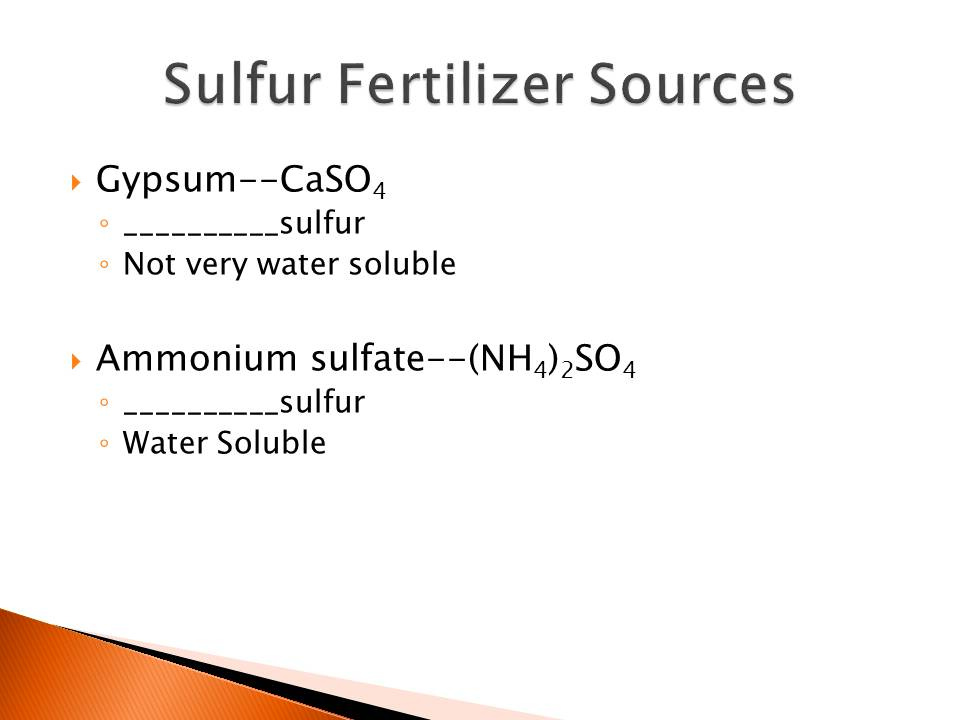 Sulfur Fertilizer Sources
Gypsum--CaSO₄
__________sulfur
Not very water soluble
Ammonium sulfate--(NH₄)₂SO₄
__________sulfur
Water Soluble